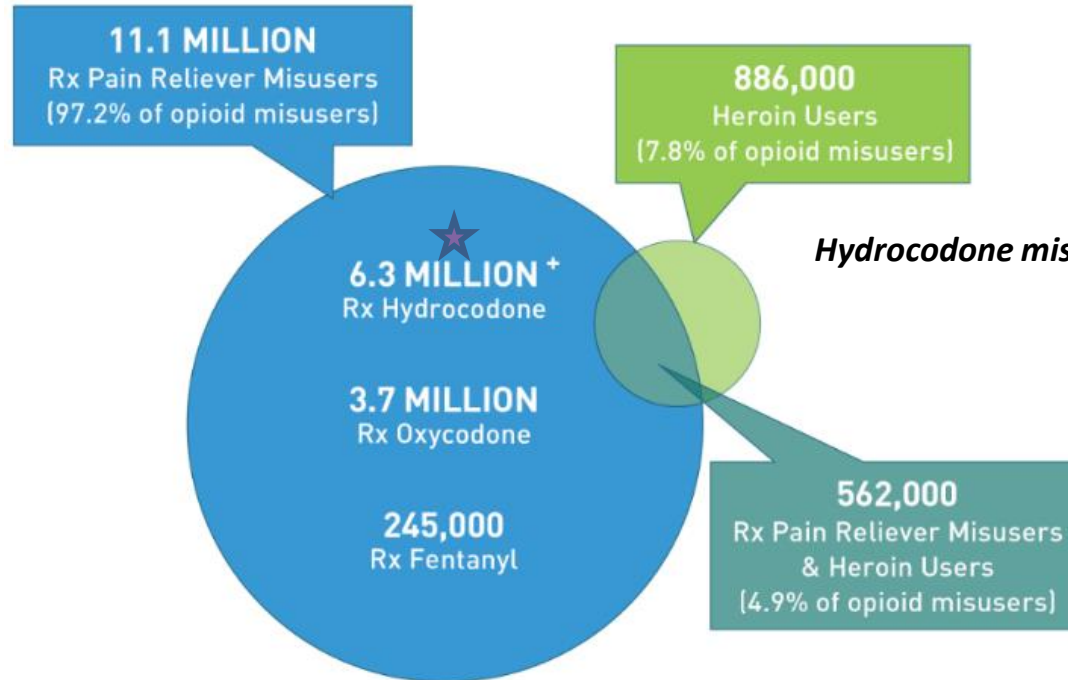 11.1 MILLION
Rx Pain Reliever Misusers
(97.2% of opioid misusers)
886,000
Heroin Users
(7.8% of opioid misusers)
Hydrocodone mis
6.3 MILLION +
Rx Hydrocodone
3.7 MILLION
Rx Oxycodone
245,000
Rx Fentanyl
562,000
Rx Pain Reliever Misusers
& Heroin Users
(4.9% of opioid misusers)